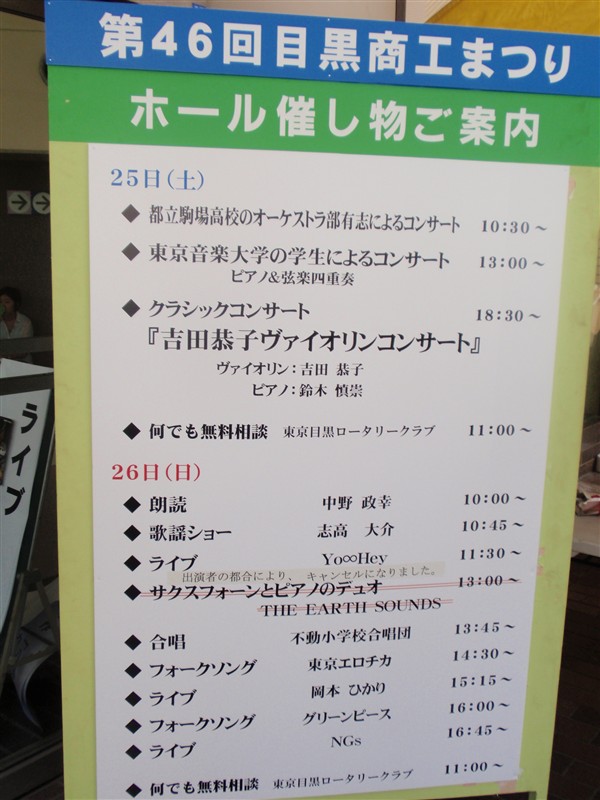 第46回目黒商工まつり
ホール催し物ご案内
25日(土)
◆ 都立駒場高校のオーケストラ部有志によるコンサート 10:30~
◆ 東京音楽大学の学生によるコンサート 13:00~
ピアノ&弦楽四重奏
◆ クラシックコンサート 18:30~
『吉田恭子ヴァイオリンコンサート』
ヴァイオリン:吉田 恭子
ピアノ:鈴木 慎崇
◆ 何でも無料相談 東京目黒ロータリークラブ 11:00~
26日(日)
◆ 朗読 中野 政幸 10:00~
◆ 歌謡ショー 志高 大介 10:45~
◆ ライブ Yo∞Hey 11:30~
出演者の都合により、 キャンセルになりました。
◆ サクスフォーンとピアノのデュオ 13:00~
THE EARTH SOUNDS
◆ 合唱 不動小学校合唱団 13:45~
◆ フォークソング 東京エロチカ 14:30~
◆ ライブ 岡本 ひかり 15:15~
◆ フォークソング グリーンピース 16:00~
◆ ライブ NGs 16:45~
◆ 何でも無料相談 東京目黒ロータリークラブ 11:00~
ライブ